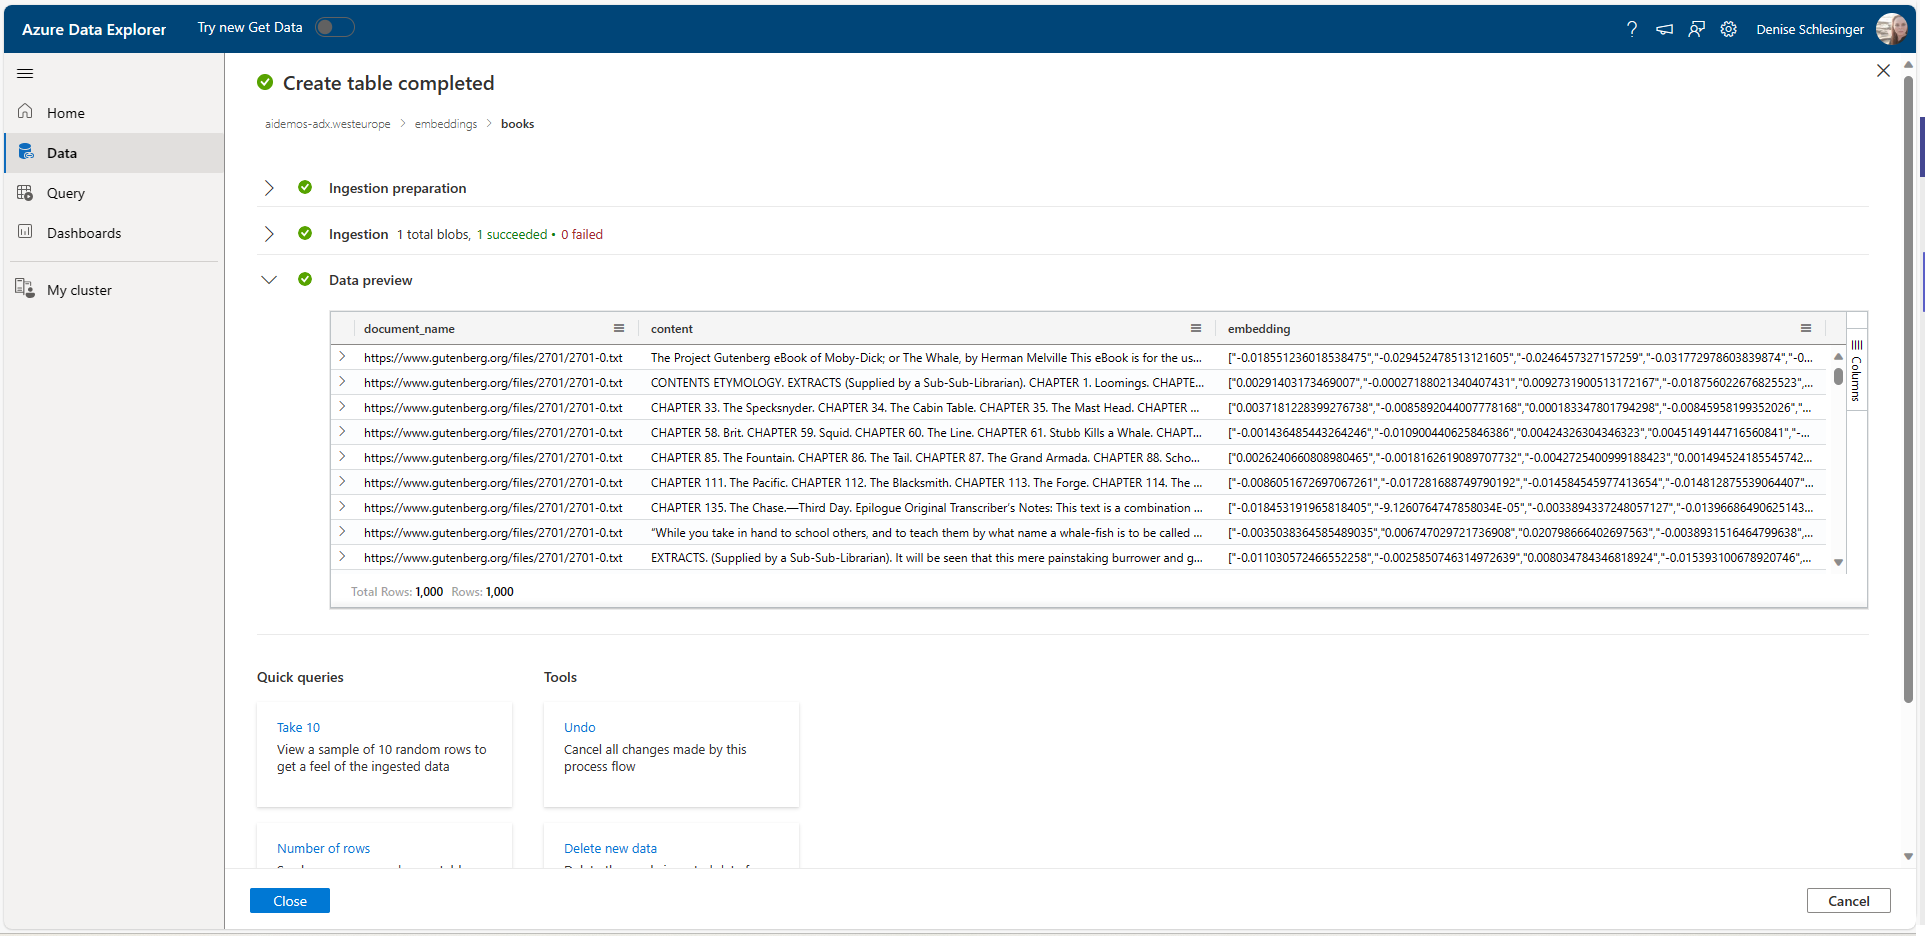 Azure Data Explorer
Try new Get Data
Denise Schlesinger
Home
Data
Query
Dashboards
My cluster
Create table completed
aidemos-adx.westeurope > embeddings > books
Ingestion preparation
Ingestion 1 total blobs, 1 succeeded • 0 failed
Data preview
document_name content embedding
https://www.gutenberg.org/files/2701/2701-0.txt The Project Gutenberg eBook of Moby-Dick; or The Whale, by Herman Melville This eBook is for the us... ["-0.018551236018538475","-0.029452478513121605","-0.0246457327157259","-0.031772978603839874","-0...
https://www.gutenberg.org/files/2701/2701-0.txt CONTENTS ETYMOLOGY. EXTRACTS (Supplied by a Sub-Sub-Librarian). CHAPTER 1. Loomings. CHAPTE... ["0.00291403173469007","-0.00027188021340407431","0.0092731900513172167","-0.018756022676825523",...
https://www.gutenberg.org/files/2701/2701-0.txt CHAPTER 33. The Specksnyder. CHAPTER 34. The Cabin Table. CHAPTER 35. The Mast Head. CHAPTER ... ["0.0037181228399276738","-0.0085892044007778168","0.000183347801794298","-0.00845958199352026","...
https://www.gutenberg.org/files/2701/2701-0.txt CHAPTER 58. Brit. CHAPTER 59. Squid. CHAPTER 60. The Line. CHAPTER 61. Stubb Kills a Whale. CHAPT... ["-0.001436485443264246","-0.010900440625846386","0.00424326304346323","0.0045149144716560841","-...
https://www.gutenberg.org/files/2701/2701-0.txt CHAPTER 85. The Fountain. CHAPTER 86. The Tail. CHAPTER 87. The Grand Armada. CHAPTER 88. Scho... ["0.0026240660808980465","-0.0018162619089707732","-0.0042725400999188423","0.001494524185545742...
https://www.gutenberg.org/files/2701/2701-0.txt CHAPTER 111. The Pacific. CHAPTER 112. The Blacksmith. CHAPTER 113. The Forge. CHAPTER 114. The ... ["-0.0086051672697067261","-0.017281688749790192","-0.014584545977413654","-0.014812875539064407"...
https://www.gutenberg.org/files/2701/2701-0.txt CHAPTER 135. The Chase.—Third Day. Epilogue Original Transcriber's Notes: This text is a combination ... ["-0.018453191965818405","-9.1260764747858034E-05","-0.0033894337248057127","-0.01396686490625143...
https://www.gutenberg.org/files/2701/2701-0.txt “While you take in hand to school others, and to teach them by what name a whale-fish is to be called ... ["-0.0035038364585489035","0.006747029721736908","0.020798666402697563","-0.0038931516464799638",...
https://www.gutenberg.org/files/2701/2701-0.txt EXTRACTS. (Supplied by a Sub-Sub-Librarian). It will be seen that this mere painstaking burrower and g... ["-0.011030572466552258","-0.0025850746314972639","0.008034784346818924","-0.015393100678920746",...
Columns
Total Rows: 1,000 Rows: 1,000
Quick queries
Tools
Take 10
View a sample of 10 random rows to
get a feel of the ingested data
Undo
Cancel all changes made by this
process flow
Number of rows
Delete new data
Close
Cancel